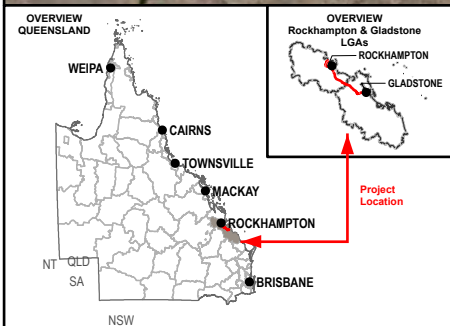 OVERVIEW
QUEENSLAND
WEIPA
CAIRNS
TOWNSVILLE
MACKAY
ROCKHAMPTON
BRISBANE
NT
QLD
SA
NSW
OVERVIEW
Rockhampton & Gladstone
LGAs
ROCKHAMPTON
GLADSTONE
Project
Location